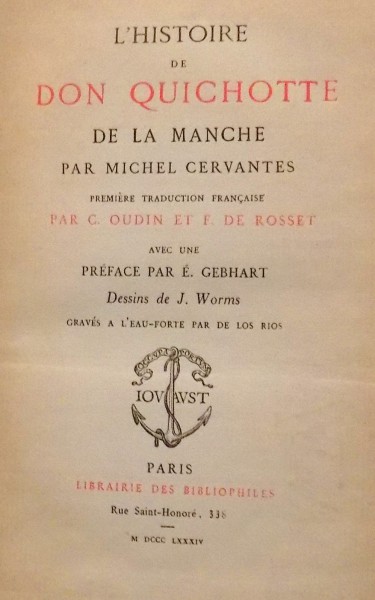 L'HISTOIRE
DE
DON QUICHOTTE
DE LA MANCHE
PAR MICHEL CERVANTES
PREMIÈRE TRADUCTION FRANÇAISE
PAR C. OUDIN ET F. DE ROSSET
AVEC UNE
PRÉFACE PAR É. GEBHART
Dessins de J. Worms
GRAVÉS A L'EAU-FORTE PAR DE LOS RIOS
IOV AVST
PARIS
LIBRAIRIE DES BIBLIOPHILES
Rue Saint-Honoré, 338
M DCCC LXXXIV